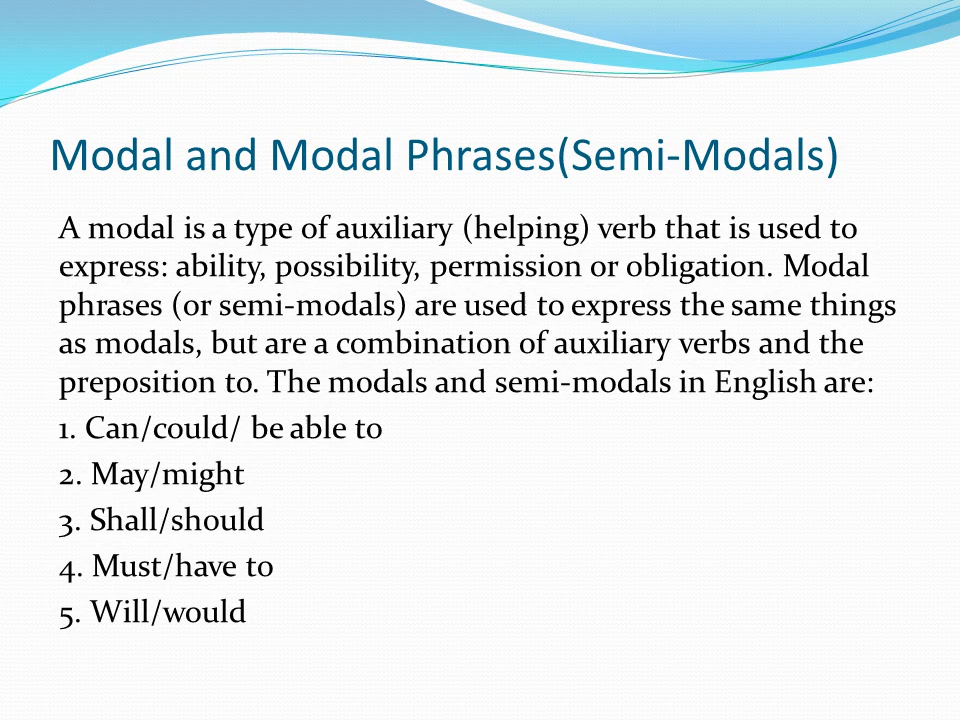 Modal and Modal Phrases(Semi-Modals)
A modal is a type of auxiliary (helping) verb that is used to
express: ability, possibility, permission or obligation. Modal
phrases (or semi-modals) are used to express the same things
as modals, but are a combination of auxiliary verbs and the
preposition to. The modals and semi-modals in English are:
1. Can/could/ be able to
2. May/might
3. Shall/should
4. Must/have to
5. Will/would